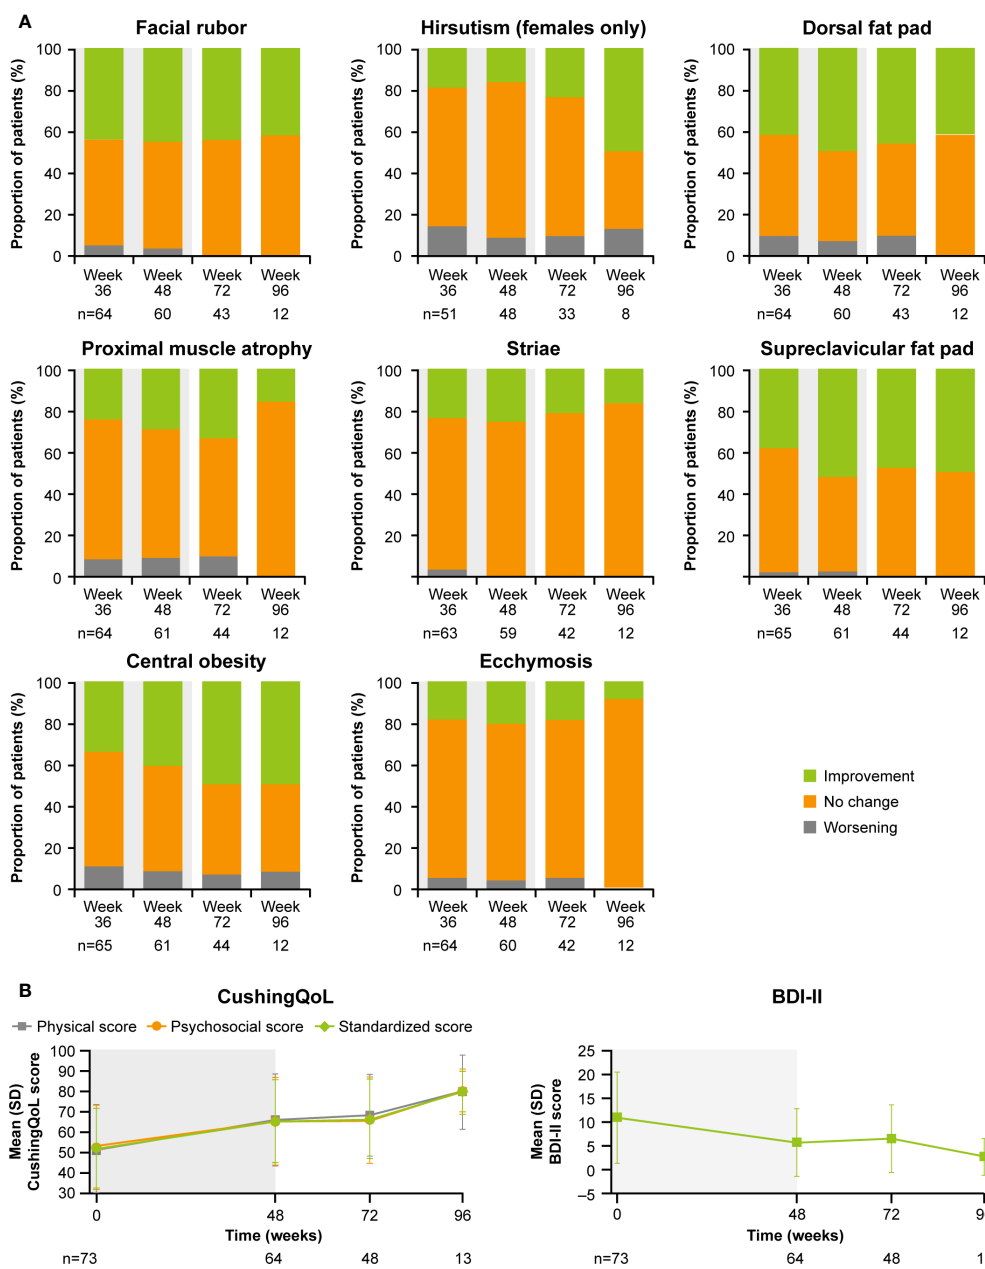 A
Facial rubor
Proportion of patients (%)
100
80
60
40
20
0
Week 36
Week 48
Week 72
Week 96
n=64 60 43 12
Hirsutism (females only)
Proportion of patients (%)
100
80
60
40
20
0
Week 36
Week 48
Week 72
Week 96
n=51 48 33 8
Dorsal fat pad
Proportion of patients (%)
100
80
60
40
20
0
Week 36
Week 48
Week 72
Week 96
n=64 60 43 12
Proximal muscle atrophy
Proportion of patients (%)
100
80
60
40
20
0
Week 36
Week 48
Week 72
Week 96
n=64 61 44 12
Striae
Proportion of patients (%)
100
80
60
40
20
0
Week 36
Week 48
Week 72
Week 96
n=63 59 42 12
Supreclavicular fat pad
Proportion of patients (%)
100
80
60
40
20
0
Week 36
Week 48
Week 72
Week 96
n=65 61 44 12
Central obesity
Proportion of patients (%)
100
80
60
40
20
0
Week 36
Week 48
Week 72
Week 96
n=65 61 44 12
Ecchymosis
Proportion of patients (%)
100
80
60
40
20
0
Week 36
Week 48
Week 72
Week 96
n=64 60 42 12
Improvement
No change
Worsening
B
CushingQoL
Physical score Psychosocial score Standardized score
Mean (SD)
CushingQoL score
100
90
80
70
60
50
40
30
0 48 72 96
Time (weeks)
n=73 64 48 13
BDI-II
Mean (SD)
BDI-II score
25
20
15
10
5
0
–5
0 48 72 9
Time (weeks)
n=73 64 48 1